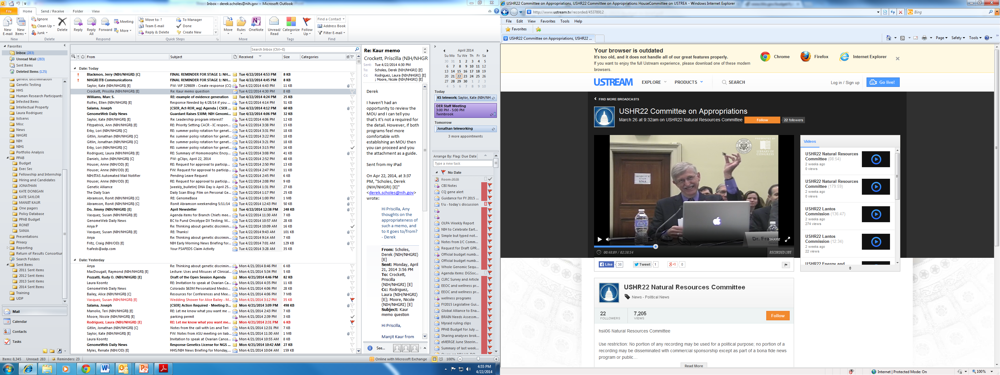 Inbox - derek.scholes@nih.gov - Microsoft Outlook
File Home Send / Receive Folder View
New E-mail
New Items
Ignore
Clean Up
Junk
Delete
Reply
Reply All
Forward
Meeting
More
Move to: ?
Team E-mail
Reply & Delete
To Manager
Done
Create New
Move
Rules
OneNote
Unread/ Read
Categorize
Follow Up
Find a Contact
Address Book
Filter E-mail
New Delete Respond Quick Steps Move Tags Find
Favorites
Inbox (283)
Unread Mail (283)
Sent Items
Deleted Items (125)
genetic discrimination
Genetic Testing
HHS
Human Research Participants
Infected Items
Intellectual Property
Laura Rodriguez
listservs
Misc
News
NHGRI
NIH
NIH1
Portfolio Analysis
PPAB
Budget
Exec Sec
Fellowship and Internship
Hiring and Candidates
JONATHAN
KATE DONIGAN
KATE SAYLOR
MANJIT KAUR
One pagers
Policy Database
PPAB Budget
RONIT
SANJA
Presentations
Privacy
Reporting
Return of Results Consortiur
Search Folders
Sent Items
2011 Sent items
2012 Sent items
2013 Sent items
2014 Sent Items
Training
UDP
Mail
Calendar
Contacts
Tasks
Search Inbox (Ctrl+E)
From Subject Received Size Categories
Date: Today
Blackmon, Jerry (NIH/NHGRI) [C] FINAL REMINDER FOR STAGE 1: NH... Tue 4/22/2014 4:53 PM 8 KB
NHGRI ITB Communications FINAL REMINDER FOR STAGE 1: NH... Tue 4/22/2014 4:45 PM 8 KB
Saylor, Kate (NIH/NHGRI) [E] FW: WF 329809 - Create response (CC) Tue 4/22/2014 4:43 PM 11 KB
Crockett, Priscilla (NIH/NHGRI) [E] Re: Kaur memo question Tue 4/22/2014 4:30 PM 8 KB
Williams, Marc S. RE: example of evidence generation Tue 4/22/2014 4:24 PM 25 KB
Rolfes, Ellen (NIH/NHGRI) [E] Response Needed by 4/28/14 if you ... Tue 4/22/2014 4:14 PM 51 KB
Salama, Joseph [CSER_Act-ROR_wg] Agenda | CSER ... Tue 4/22/2014 4:12 PM 60 KB
GenomeWeb Daily News Guardant Raises $30M; NIH Genomi... Tue 4/22/2014 4:06 PM 32 KB
Saylor, Kate (NIH/NHGRI) [E] Re: Leadership program interest? Tue 4/22/2014 4:06 PM 12 KB
Fitzpatrick, Ann (NIH/NHGRI) [E] RE: Priority Setting CACR - IC respon... Tue 4/22/2014 3:38 PM 15 KB
Erby, Lori (NIH/NHGRI) [C] RE: summer policy rotation for genet... Tue 4/22/2014 3:31 PM 18 KB
Gitlin, Jonathan (NIH/NHGRI) [C] RE: summer policy rotation for genet... Tue 4/22/2014 3:22 PM 18 KB
Gitlin, Jonathan (NIH/NHGRI) [C] RE: summer policy rotation for genet... Tue 4/22/2014 3:21 PM 18 KB
Erby, Lori (NIH/NHGRI) [C] RE: summer policy rotation for genet... Tue 4/22/2014 3:15 PM 16 KB
Rodriguez, Laura (NIH/NHGRI) [E] RE: Summary of Homomorphic Encry... Tue 4/22/2014 3:08 PM 41 KB
Daniels, John (NIH/NHGRI) [C] FW: gClips, April 22, 2014 Tue 4/22/2014 2:52 PM 48 KB
Houser, Anne (NIH/OD) [E] RE: Request for approval to particip... Tue 4/22/2014 2:50 PM 13 KB
Houser, Anne (NIH/OD) [E] FW: Request for approval to particip... Tue 4/22/2014 2:47 PM 11 KB
NIH/ITAS Automated Mail Notifier Pending Leave Request Tue 4/22/2014 2:45 PM 6 KB
Houser, Anne (NIH/OD) [E] RE: Request for approval to particip... Tue 4/22/2014 2:08 PM 9 KB
Genetic Alliance [weekly_bulletin] DNA Day is April 25... Tue 4/22/2014 1:31 PM 27 KB
The Daily Scan Daily Scan Blog: Film on Personal Ge... Tue 4/22/2014 1:17 PM 25 KB
Abramson, Ronit (NIH/NHGRI) [C] RE: GenomeBase Tue 4/22/2014 1:00 PM 1 MB
Abramson, Ronit (NIH/NHGRI) [C] Ronit Abramson weekending 5/11/14 Tue 4/22/2014 12:43 PM 50 KB
Do, Jimmy (NIH/NHGRI) [E] April Newsletter Tue 4/22/2014 12:38 PM 248 KB
Vasquez, Susan (NIH/NHGRI) [E] Agenda items for Branch Chiefs mee... Tue 4/22/2014 11:30 AM 7 KB
GenomeWeb Daily News BC to Fund Oncotype DX Testing; M... Tue 4/22/2014 10:57 AM 28 KB
Anya P Re: Thinking about genetic discrimin... Tue 4/22/2014 10:09 AM 16 KB
Vasquez, Susan (NIH/NHGRI) [E] RE: Thanks! Tue 4/22/2014 9:43 AM 101 KB
Anya Re: Thinking about genetic discrimin... Tue 4/22/2014 9:14 AM 7 KB
Fritz, Craig (NIH/OD) [E] NIH Early Morning News Briefing for... Tue 4/22/2014 7:01 AM 129 KB
fsafeds@adp.com Your FSAFEDS Claim Activity Tue 4/22/2014 3:28 AM 35 KB
Date: Yesterday
Anya Re: Thinking about genetic discrimin... Mon 4/21/2014 8:46 PM 6 KB
MacDougall, Raymond (NIH/NHGRI) [E] Lecture: Uses and Misuses of Clinical... Mon 4/21/2014 5:34 PM 5 KB
Pozzatti, Rudy O. (NIH/NHGRI) [E] Draft of the Open Session Agenda Mon 4/21/2014 4:46 PM 82 KB
Laura Koontz RE: Invitation to speak at Ovarian Ca... Mon 4/21/2014 4:35 PM 11 KB
GenomeWeb Daily News Colorado $63M Personalized Medici... Mon 4/21/2014 4:06 PM 28 KB
Bailey, Alice (NIH/NHGRI) [C] Resources for Conferences and Mee... Mon 4/21/2014 4:06 PM 7 MB
Vasquez, Susan (NIH/NHGRI) [E] Wedding Shower for Alice Bailey - M... Mon 4/21/2014 3:12 PM 35 KB
Salama, Joseph [CSER] Action Required - Meeting D... Mon 4/21/2014 3:09 PM 498 KB
Manolio, Teri (NIH/NHGRI) [E] RE: Let me know what you want me ... Mon 4/21/2014 2:43 PM 7 KB
Moore, Nicole (NIH/NHGRI) [E] parking permit Mon 4/21/2014 2:39 PM 3 KB
Rodriguez, Laura (NIH/NHGRI) [E] RE: Let me know what you want me... Mon 4/21/2014 2:31 PM 6 KB
Gitlin, Jonathan (NIH/NHGRI) [C] Notes from the call with Les and Teri Mon 4/21/2014 12:31 PM 7 KB
Saylor, Kate (NIH/NHGRI) [E] FW: Notes from ASU meeting on liab... Mon 4/21/2014 11:30 AM 1 MB
Laura Koontz Invitation to speak at Ovarian Cance... Mon 4/21/2014 10:55 AM 8 KB
GenomeWeb Daily News Response Genetics License for NGS ... Mon 4/21/2014 10:42 AM 27 KB
Myles, Renate (NIH/OD) [E] HHS/NIH News Briefing for Monday,... Mon 4/21/2014 10:04 AM 159 KB
Re: Kaur memo
Crockett, Priscilla (NIH/NHGR
Sent: Tue 4/22/2014 4:30 PM
To: Scholes, Derek (NIH/NHGRI) [E]
Cc: Rodriguez, Laura (NIH/NHGRI) [E]
; Moore, Nicole (NIH/NHGRI) [E]
Derek
I haven't had an
opportunity to review the
MOU and I can tell you
that's it's not a required for
the detail. However, if both
programs feel more
comfortable with
establishing an MOU then
you can proceed and you
the attachment as a guide.
Sent from my iPad
On Apr 22, 2014, at 3:37
PM, "Scholes, Derek
(NIH/NHGRI) [E]"
<derek.scholes@nih.gov>
wrote:
Hi Priscilla, Any
thoughts on the
appropriateness of
such a memo, and
to it goes to/from?
- Derek
From: Scholes,
Derek (NIH/NHGRI)
[E]
Sent: Monday, April
21, 2014 3:56 PM
To: Crockett,
Priscilla
(NIH/NHGRI) [E]
Cc: Rodriguez,
Laura (NIH/NHGRI)
[E]; Moore, Nicole
(NIH/NHGRI) [E]
Subject: Kaur
memo question
Hi Priscilla,
Manjit Kaur from
See...
April 2014
Su Mo Tu We Th Fr Sa
30 31 1 2 3 4 5
6 7 8 9 10 11 12
13 14 15 16 17 18 19
20 21 22 23 24 25 26
27 28 29 30 1 2 3
4 5 6 7 8 9 10
Today
KS telework; Saylor, Kate (NIH/NH
DER Staff Meeting
3:00 PM - 5:00 PM
Twinbrook
Tomorrow
Jonathan teleworking
3 more appointments
Arrange By: Flag: Due Date
Type a new task
No Date
Room 2028
CBI Notes
CQ gene alert
Guidance for FY 2015 ...
f/u - today's discussion
OLPA Weekly Report
NIH to Celebrate Eart...
Simple but typed not...
Notes from I/C Comm...
Request for Draft GPR...
Official budget numb...
Official budget numb...
Whole Genomic Sequ...
Agenda items: DGSoc...
CLRC Survey and Article
EEOC and wellness pr...
EEOC and wellness pr...
wellness programs
FY2015 Legislative Gui...
Global Alliance to Ena...
BRAIN Needs Assessm...
Myraid ruling clips
PPAB Budget for July ...
Sharing analyses brok...
eMERGE June Steerin...
Summary of last week...
Items: 8,345 Unread: 283 Reminders: 23
Online with Microsoft Exchange 100%
4:55 PM
4/22/2014
USHR22 Committee on Appropriations, USHR22 Committee on Appropriations HouseCommittee on USTREA - Windows Internet Explorer
http://www.ustream.tv/recorded/45378912
Bing
File Edit View Favorites Tools Help
Favorites
USHR22 Committee on Appropriations, USHR22 ...
Page Safety Tools
Your browser is outdated
It's too old, and it does not handle all of our great features properly.
If you want to enjoy the full Ustream experience, please download one of these modern
browsers.
Chrome Firefox Internet Explorer
USTREAM EXPLORE PRODUCTS SEARCH Log in / Sign up Go live!
FIND MORE BROADCASTS
USHR22 Committee on Appropriations
March 26 at 9:32am on USHR22 Natural Resources Committee Follow 22 followers
PRESENTED BY
LIBRARY OF
CONGRESS
ONLY
Dr. Fra
SHARE
00:48:09 / 02:38:54 RECORDED LIVE
Like 38 Tweet 1 +1 0
Videos
USHR22 Natural Resources
Committee (08:54)
2 weeks ago
0 views
USHR22 Natural Resources
Committee (179:59)
2 weeks ago
0 views
USHR22 Lantos
Commission (136:47)
2 weeks ago
274 views
USHR22 Lantos
Commission (12:34)
2 weeks ago
22 views
USHR22 Energy and
USHR22 Natural Resources Committee
News - Political News
22 FOLLOWERS
7,205 VIEWS
Follow
hsii06 Natural Resources Committee
Use restriction: No portion of any recording may be used for a political purpose; no portion of a
recording may be disseminated with commercial sponsorship except as part of a bona fide news
program or public...
Read More
Internet | Protected Mode: On 100%